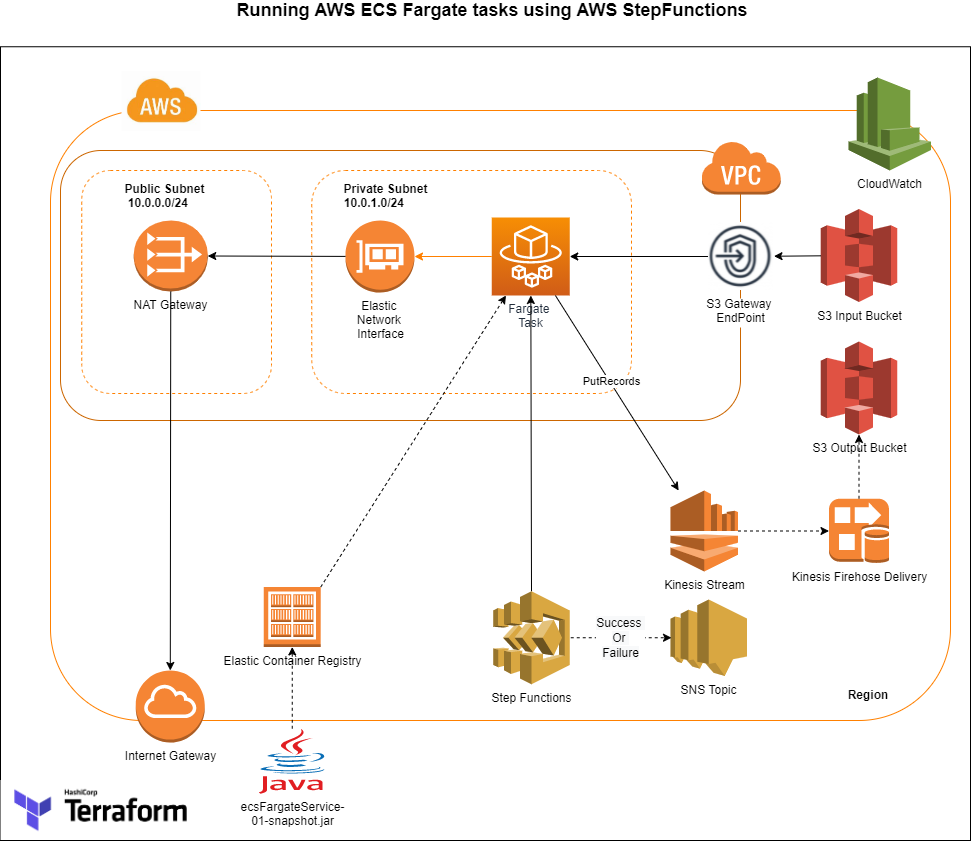 Running AWS ECS Fargate tasks using AWS StepFunctions
AWS
CloudWatch
VPC
Public Subnet
10.0.0.0/24
Private Subnet
10.0.1.0/24
NAT Gateway
Elastic
Network
Interface
Fargate
Task
S3 Gateway
EndPoint
S3 Input Bucket
PutRecords
S3 Output Bucket
Kinesis Stream
Kinesis Firehose Delivery
Elastic Container Registry
Step Functions
Success
Or
Failure
SNS Topic
Region
Internet Gateway
Java
ecsFargateService-
01-snapshot.jar
HashiCorp
Terraform